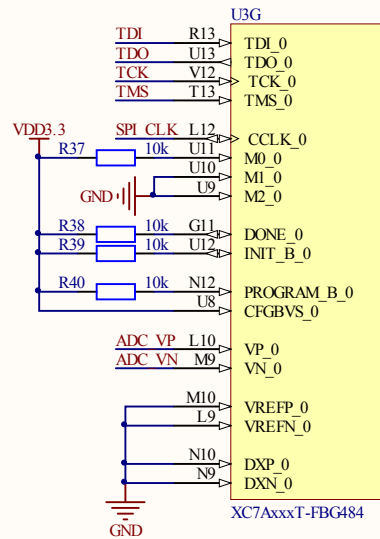 U3G
TDI R13 TDI_0
TDO U13 TDO_0
TCK V12 TCK_0
TMS T13 TMS_0
VDD3.3 SPI_CLK L12 CCLK_0
R37 10k U11 M0_0
U10 M1_0
GND U9 M2_0
R38 10k G11 DONE_0
R39 10k U12 INIT_B_0
R40 10k N12 PROGRAM_B_0
U8 CFGBVS_0
ADC_VP L10 VP_0
ADC_VN M9 VN_0
M10 VREFP_0
L9 VREFN_0
N10 DXP_0
N9 DXN_0
GND
XC7AxxxT-FBG484